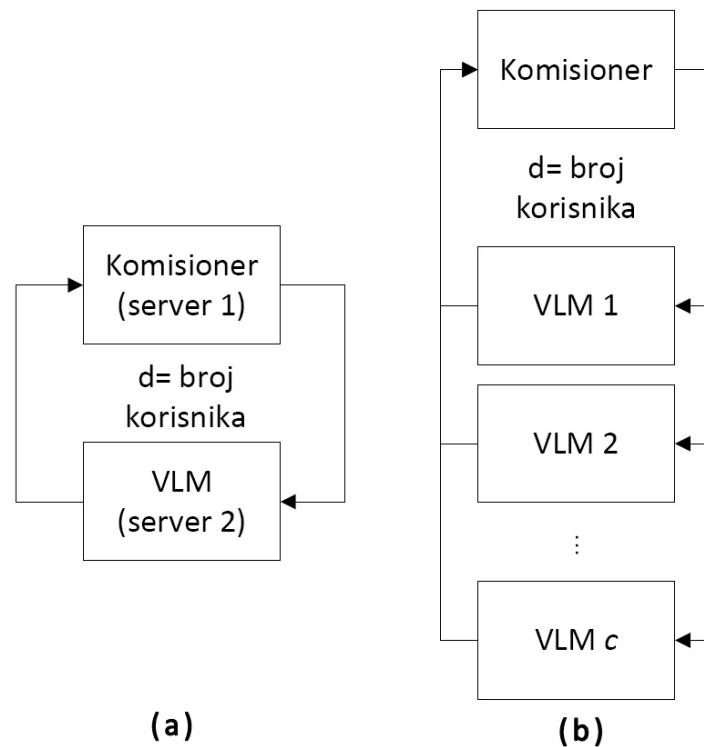 Komisioner
(server 1)
d= broj
korisnika
VLM
(server 2)
(a)
Komisioner
d= broj
korisnika
VLM 1
VLM 2
...
VLM c
(b)